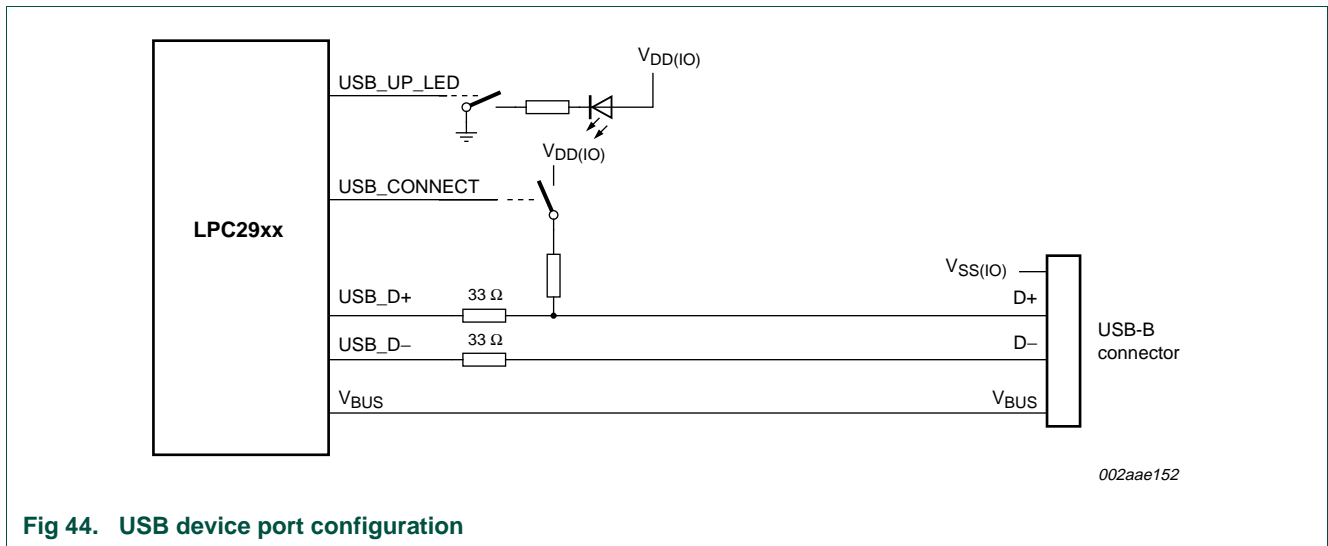 USB_UP_LED
VDD(IO)
VDD(IO)
USB_CONNECT
LPC29xx
VSS(IO)
USB_D+
33 Ω
D+
USB_D−
33 Ω
D−
USB-B
connector
VBUS
VBUS
002aae152
Fig 44. USB device port configuration